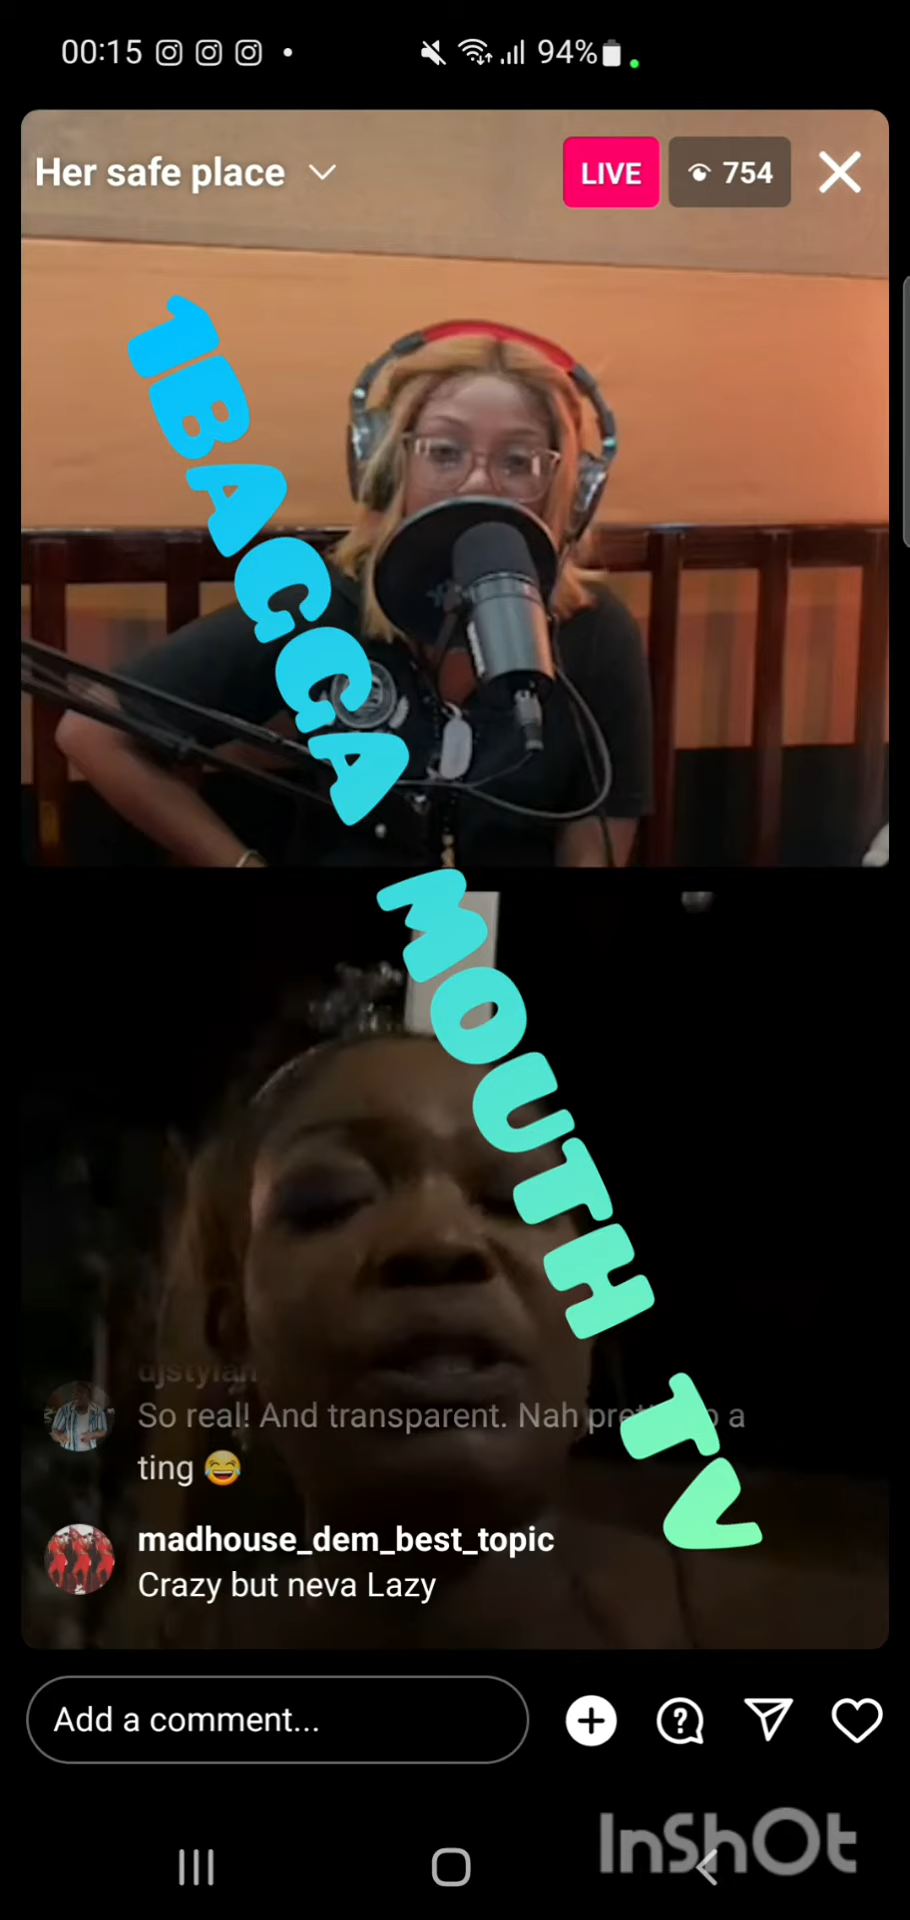 00:15
94%
Her safe place
LIVE
754
1BAGGA MOUTH TV
djstylah
So real! And transparent. Nah a
ting 😂
madhouse_dem_best_topic
Crazy but neva Lazy
Add a comment...
InShOt